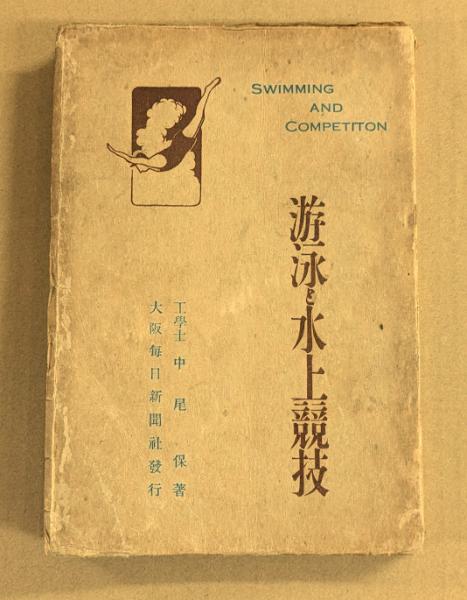 SWIMMING
AND
COMPETITON
游泳と水上競技
工學士 中尾 保著
大阪每日新聞社發行